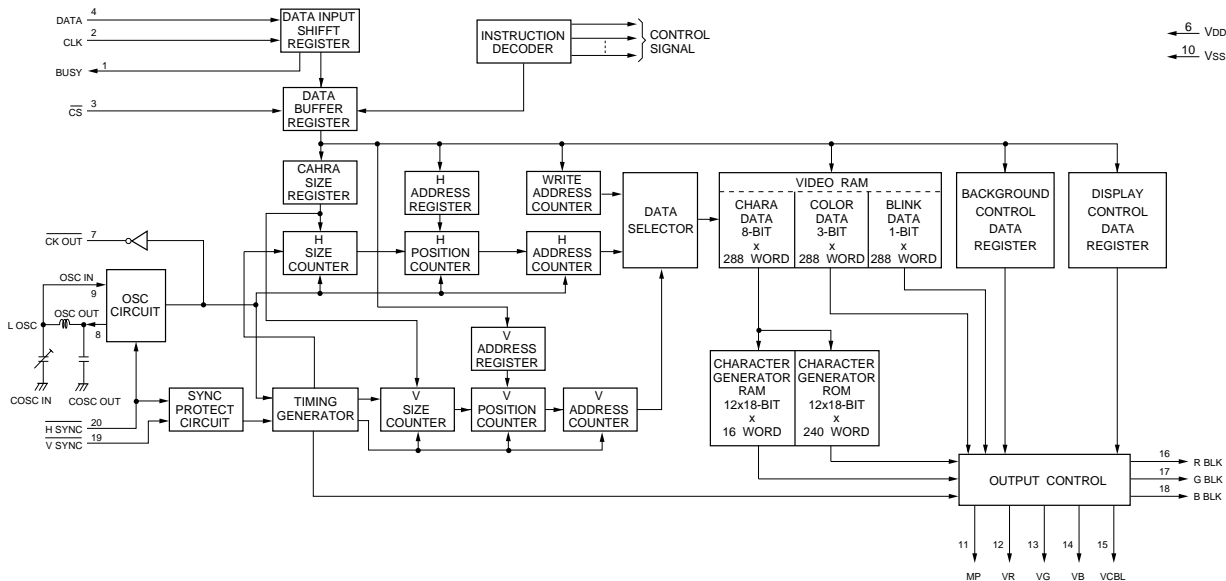 4
DATA
2
CLK
1
BUSY
3
CS
DATA INPUT
SHIFFT
REGISTER
INSTRUCTION
DECODER
CONTROL
SIGNAL
6 VDD
10 VSS
DATA
BUFFER
REGISTER
CAHRA
SIZE
REGISTER
H
ADDRESS
REGISTER
WRITE
ADDRESS
COUNTER
DATA
SELECTOR
VIDEO RAM
CHARA
DATA
8-BIT
x
288 WORD
COLOR
DATA
3-BIT
x
288 WORD
BLINK
DATA
1-BIT
x
288 WORD
BACKGROUND
CONTROL
DATA
REGISTER
DISPLAY
CONTROL
DATA
REGISTER
7
CK OUT
H
SIZE
COUNTER
H
POSITION
COUNTER
H
ADDRESS
COUNTER
OSC IN
9
OSC
CIRCUIT
OSC OUT
8
L OSC
COSC IN
COSC OUT
V
ADDRESS
REGISTER
20
H SYNC
19
V SYNC
SYNC
PROTECT
CIRCUIT
TIMING
GENERATOR
V
SIZE
COUNTER
V
POSITION
COUNTER
V
ADDRESS
COUNTER
CHARACTER
GENERATOR
RAM
12x18-BIT
x
16 WORD
CHARACTER
GENERATOR
ROM
12x18-BIT
x
240 WORD
OUTPUT CONTROL
16
R BLK
17
G BLK
18
B BLK
11 12 13 14 15
MP VR VG VB VCBL